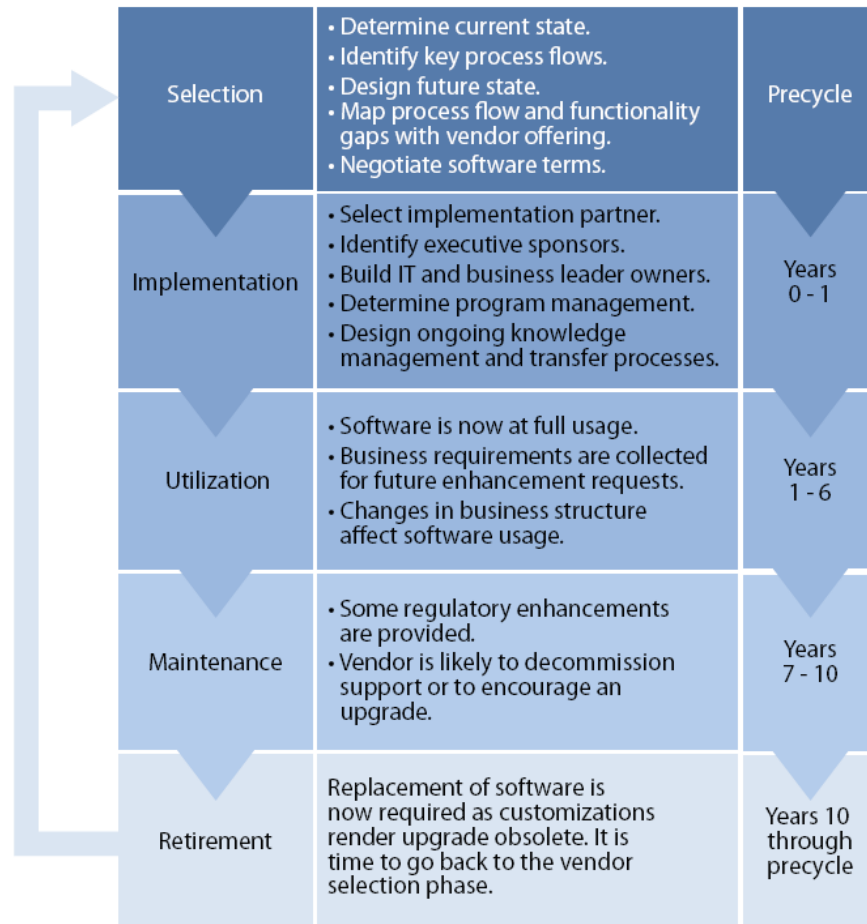 Selection
• Determine current state.
• Identify key process flows.
• Design future state.
• Map process flow and functionality
gaps with vendor offering.
• Negotiate software terms.
Precycle
Implementation
• Select implementation partner.
• Identify executive sponsors.
• Build IT and business leader owners.
• Determine program management.
• Design ongoing knowledge
management and transfer processes.
Years
0 - 1
Utilization
• Software is now at full usage.
• Business requirements are collected
for future enhancement requests.
• Changes in business structure
affect software usage.
Years
1 - 6
Maintenance
• Some regulatory enhancements
are provided.
• Vendor is likely to decommission
support or to encourage an
upgrade.
Years
7 - 10
Retirement
Replacement of software is
now required as customizations
render upgrade obsolete. It is
time to go back to the vendor
selection phase.
Years 10
through
precycle